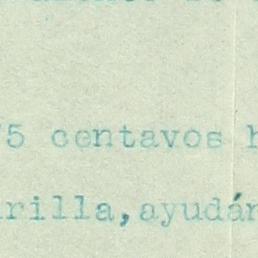 75 centavos h
rilla, ayudán